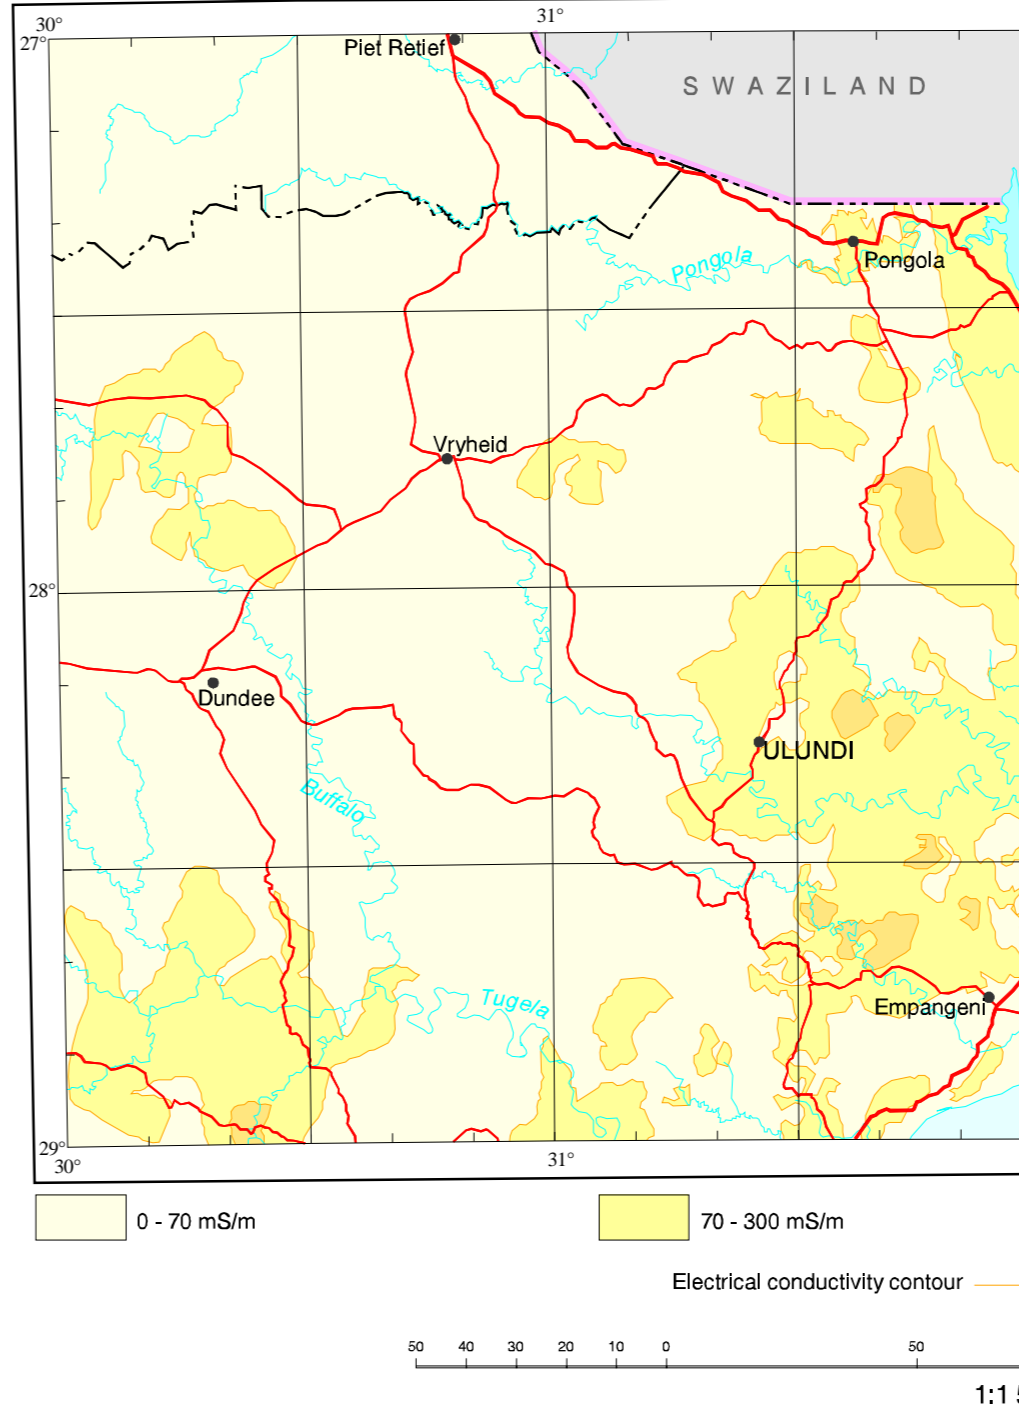 30°
31°
27°
Piet Retief
SWAZILAND
Pongola
Pongola
Vryheid
28°
Dundee
ULUNDI
Buffalo
Tugela
Empangeni
29°
30°
31°
0 - 70 mS/m
70 - 300 mS/m
Electrical conductivity contour
50 40 30 20 10 0 50